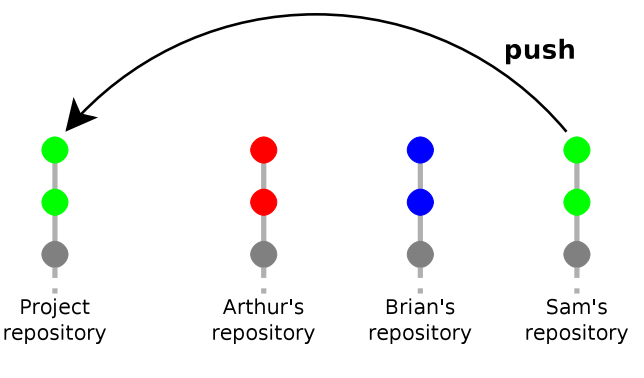 push
Project
repository
Arthur's
repository
Brian's
repository
Sam's
repository